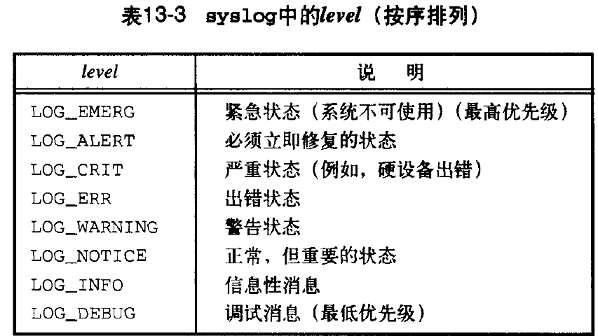 表13-3 syslog中的level（按序排列）
level 说 明
LOG_EMERG 紧急状态（系统不可使用）（最高优先级）
LOG_ALERT 必须立即修复的状态
LOG_CRIT 严重状态（例如，硬设备出错）
LOG_ERR 出错状态
LOG_WARNING 警告状态
LOG_NOTICE 正常，但重要的状态
LOG_INFO 信息性消息
LOG_DEBUG 调试消息（最低优先级）